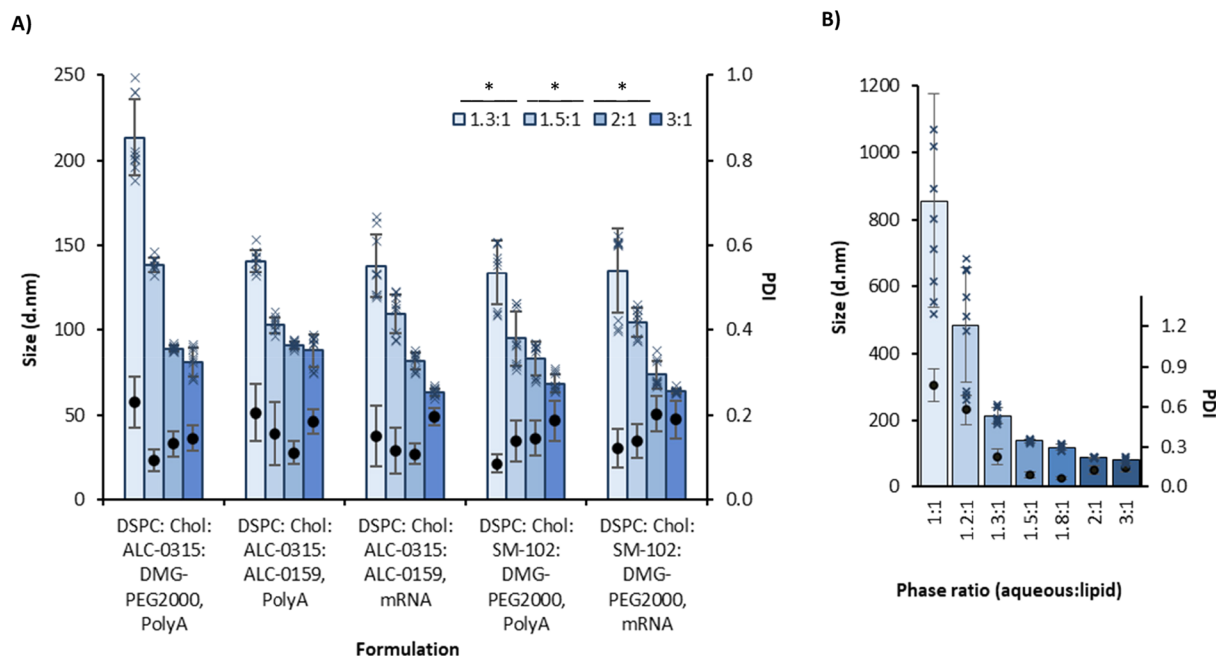 A)
250
200
150
100
50
0
Size (d.nm)
1.0
0.8
0.6
0.4
0.2
0.0
PDI
* * *
1.3:1 1.5:1 2:1 3:1
DSPC: Chol:
ALC-0315:
DMG-
PEG2000,
PolyA
DSPC: Chol:
ALC-0315:
ALC-0159,
PolyA
DSPC: Chol:
ALC-0315:
ALC-0159,
mRNA
DSPC: Chol:
SM-102:
DMG-
PEG2000,
PolyA
DSPC: Chol:
SM-102:
DMG-
PEG2000,
mRNA
Formulation
B)
1200
1000
800
600
400
200
0
Size (d.nm)
1.2
0.9
0.6
0.3
0.0
PDI
1:1
1.2:1
1.3:1
1.5:1
1.8:1
2:1
3:1
Phase ratio (aqueous:lipid)